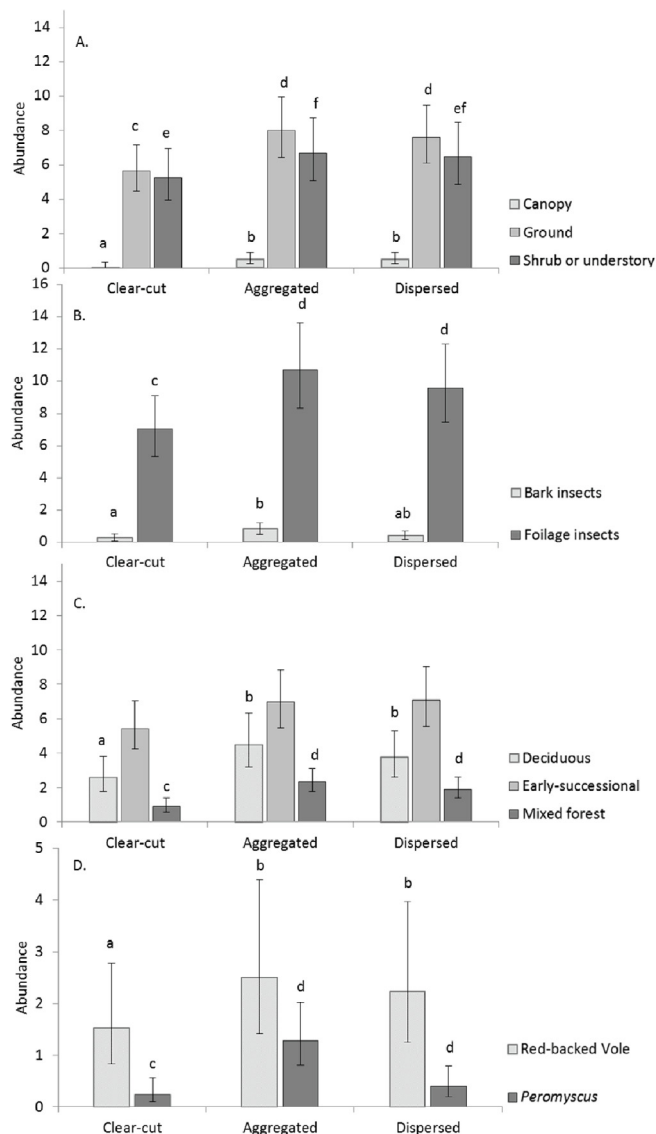 A.
Abundance
14
12
10
8
6
4
2
0
a
c
e
b
d
f
b
d
ef
Clear-cut
Aggregated
Dispersed
Canopy
Ground
Shrub or understory
B.
Abundance
16
14
12
10
8
6
4
2
0
a
c
b
d
ab
d
Clear-cut
Aggregated
Dispersed
Bark insects
Foilage insects
C.
Abundance
14
12
10
8
6
4
2
0
a
c
b
d
b
d
Clear-cut
Aggregated
Dispersed
Deciduous
Early-successional
Mixed forest
D.
Abundance
5
4
3
2
1
0
a
c
b
d
b
d
Clear-cut
Aggregated
Dispersed
Red-backed Vole
Peromyscus